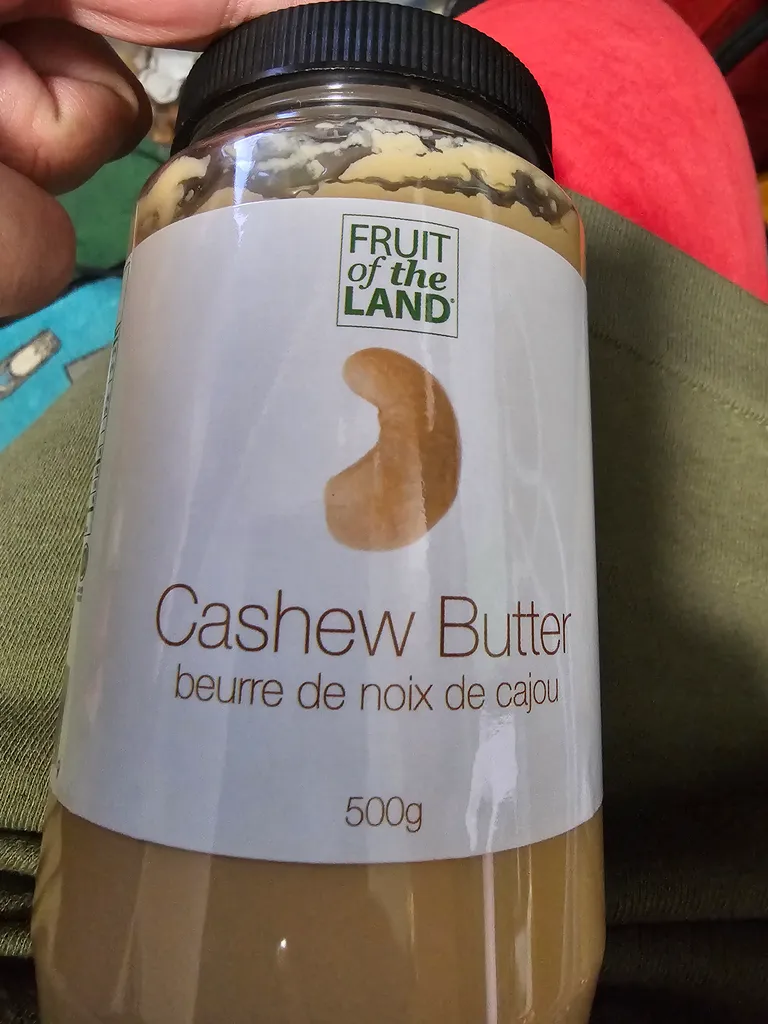 FRUIT
of the
LAND
Cashew Butter
beurre de noix de cajou
500g